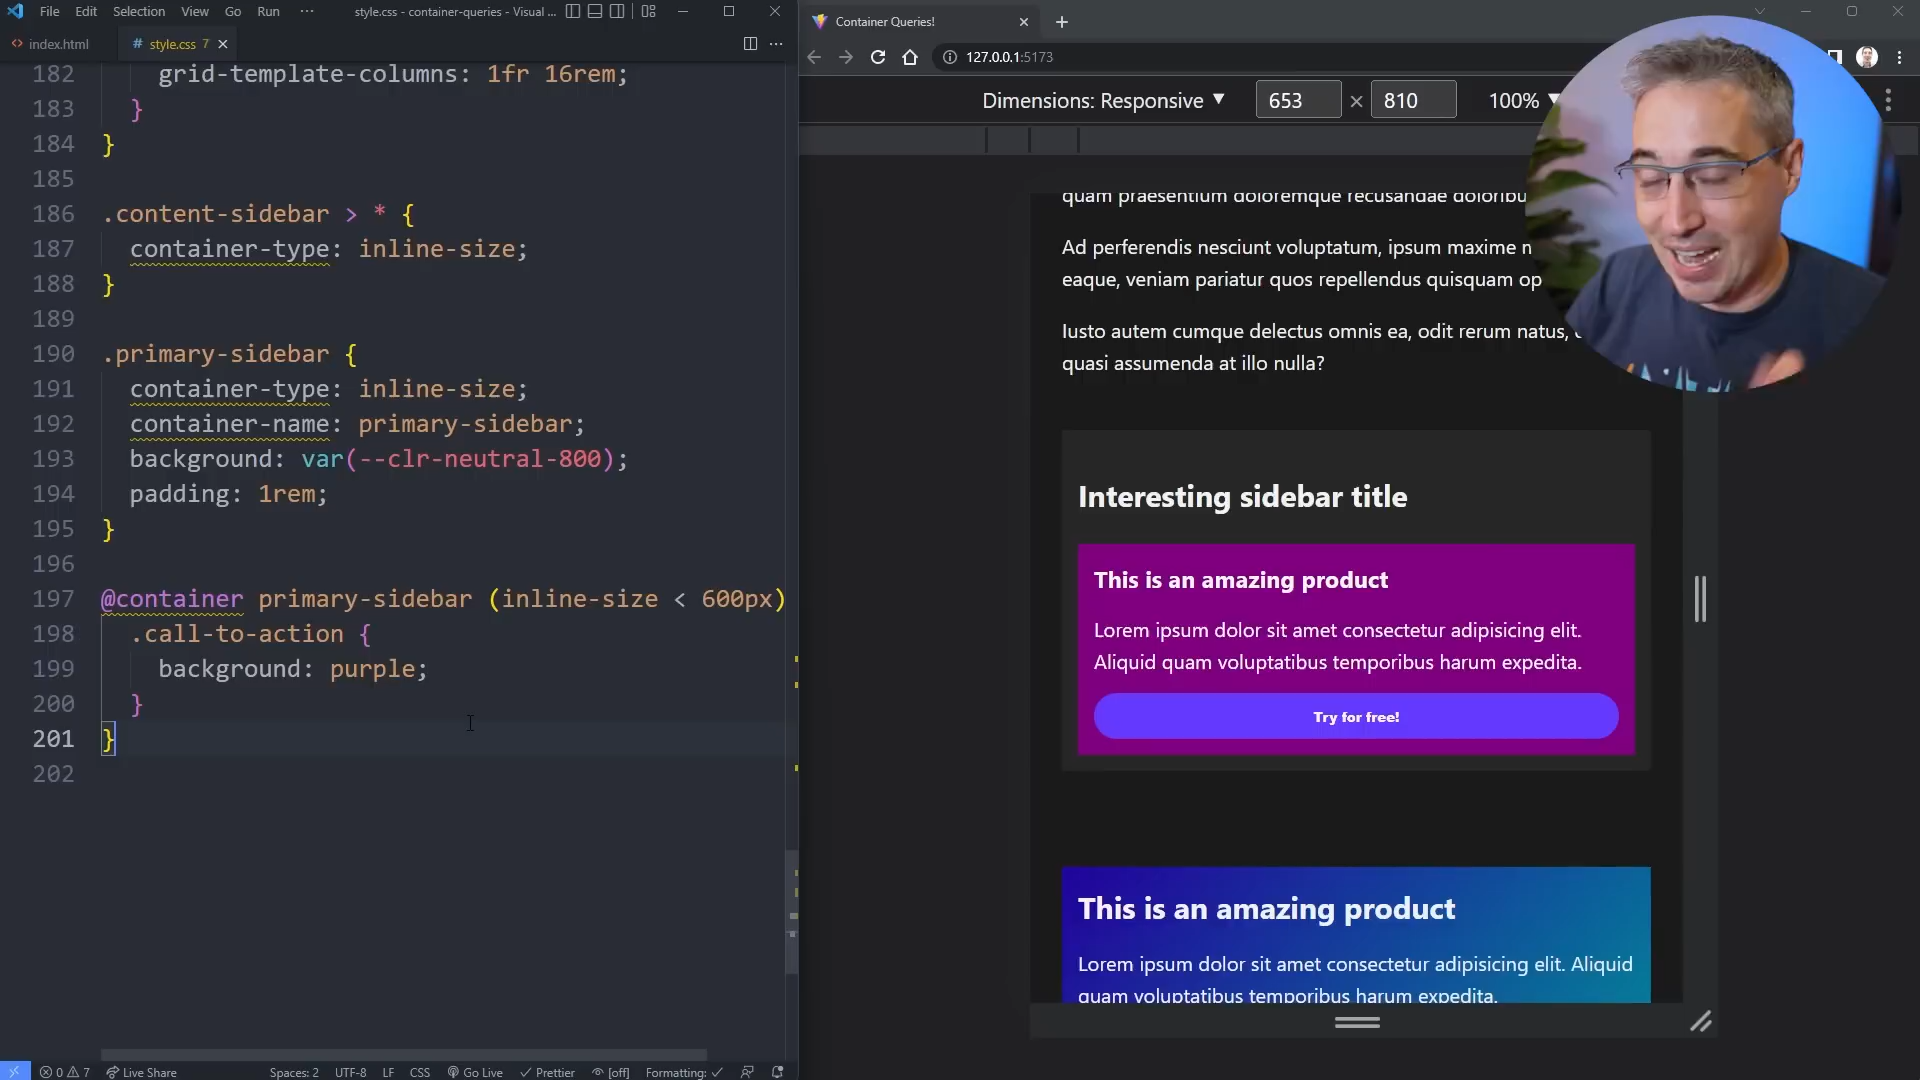 File Edit Selection View Go Run ··· style.css - container-queries - Visual ...
index.html # style.css 7
182 grid-template-columns: 1fr 16rem;
183 }
184 }
185
186 .content-sidebar > * {
187 container-type: inline-size;
188 }
189
190 .primary-sidebar {
191 container-type: inline-size;
192 container-name: primary-sidebar;
193 background: var(--clr-neutral-800);
194 padding: 1rem;
195 }
196
197 @container primary-sidebar (inline-size < 600px)
198 .call-to-action {
199 background: purple;
200 }
201 }
202
0 7 Live Share Spaces: 2 UTF-8 LF CSS Go Live Prettier [off] Formatting: ✓
Container Queries!
127.0.0.1:5173
Dimensions: Responsive ▼ 653 × 810 100% ▼
quam praesentium doloremque recusandae doloribu
Ad perferendis nesciunt voluptatum, ipsum maxime
eaque, veniam pariatur quos repellendus quisquam op
Iusto autem cumque delectus omnis ea, odit rerum natus,
quasi assumenda at illo nulla?
Interesting sidebar title
This is an amazing product
Lorem ipsum dolor sit amet consectetur adipisicing elit.
Aliquid quam voluptatibus temporibus harum expedita.
Try for free!
This is an amazing product
Lorem ipsum dolor sit amet consectetur adipisicing elit. Aliquid
quam voluptatibus temporibus harum expedita.